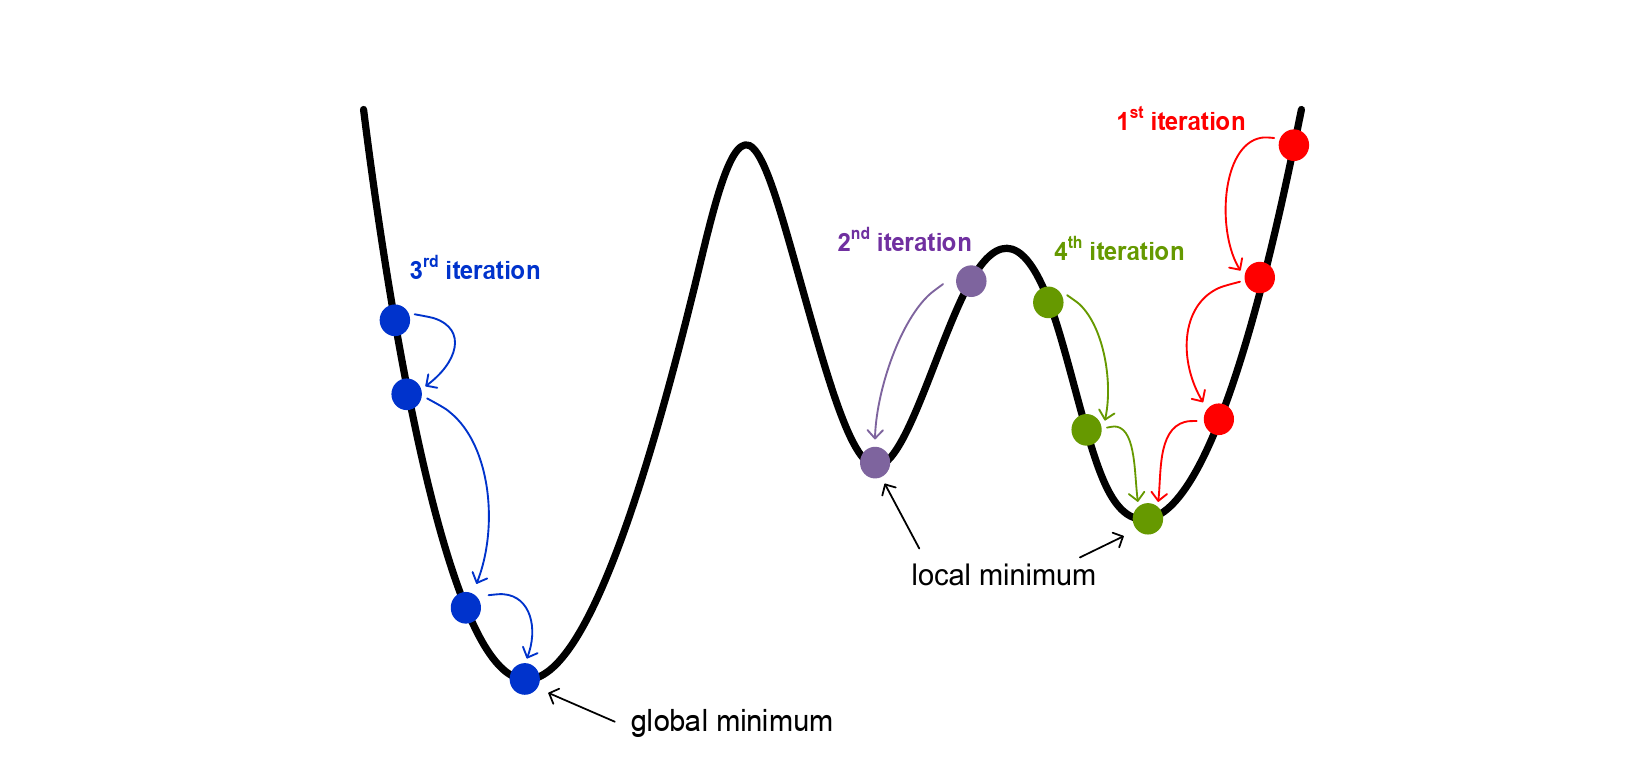 1st iteration
2nd iteration
4th iteration
3rd iteration
local minimum
global minimum